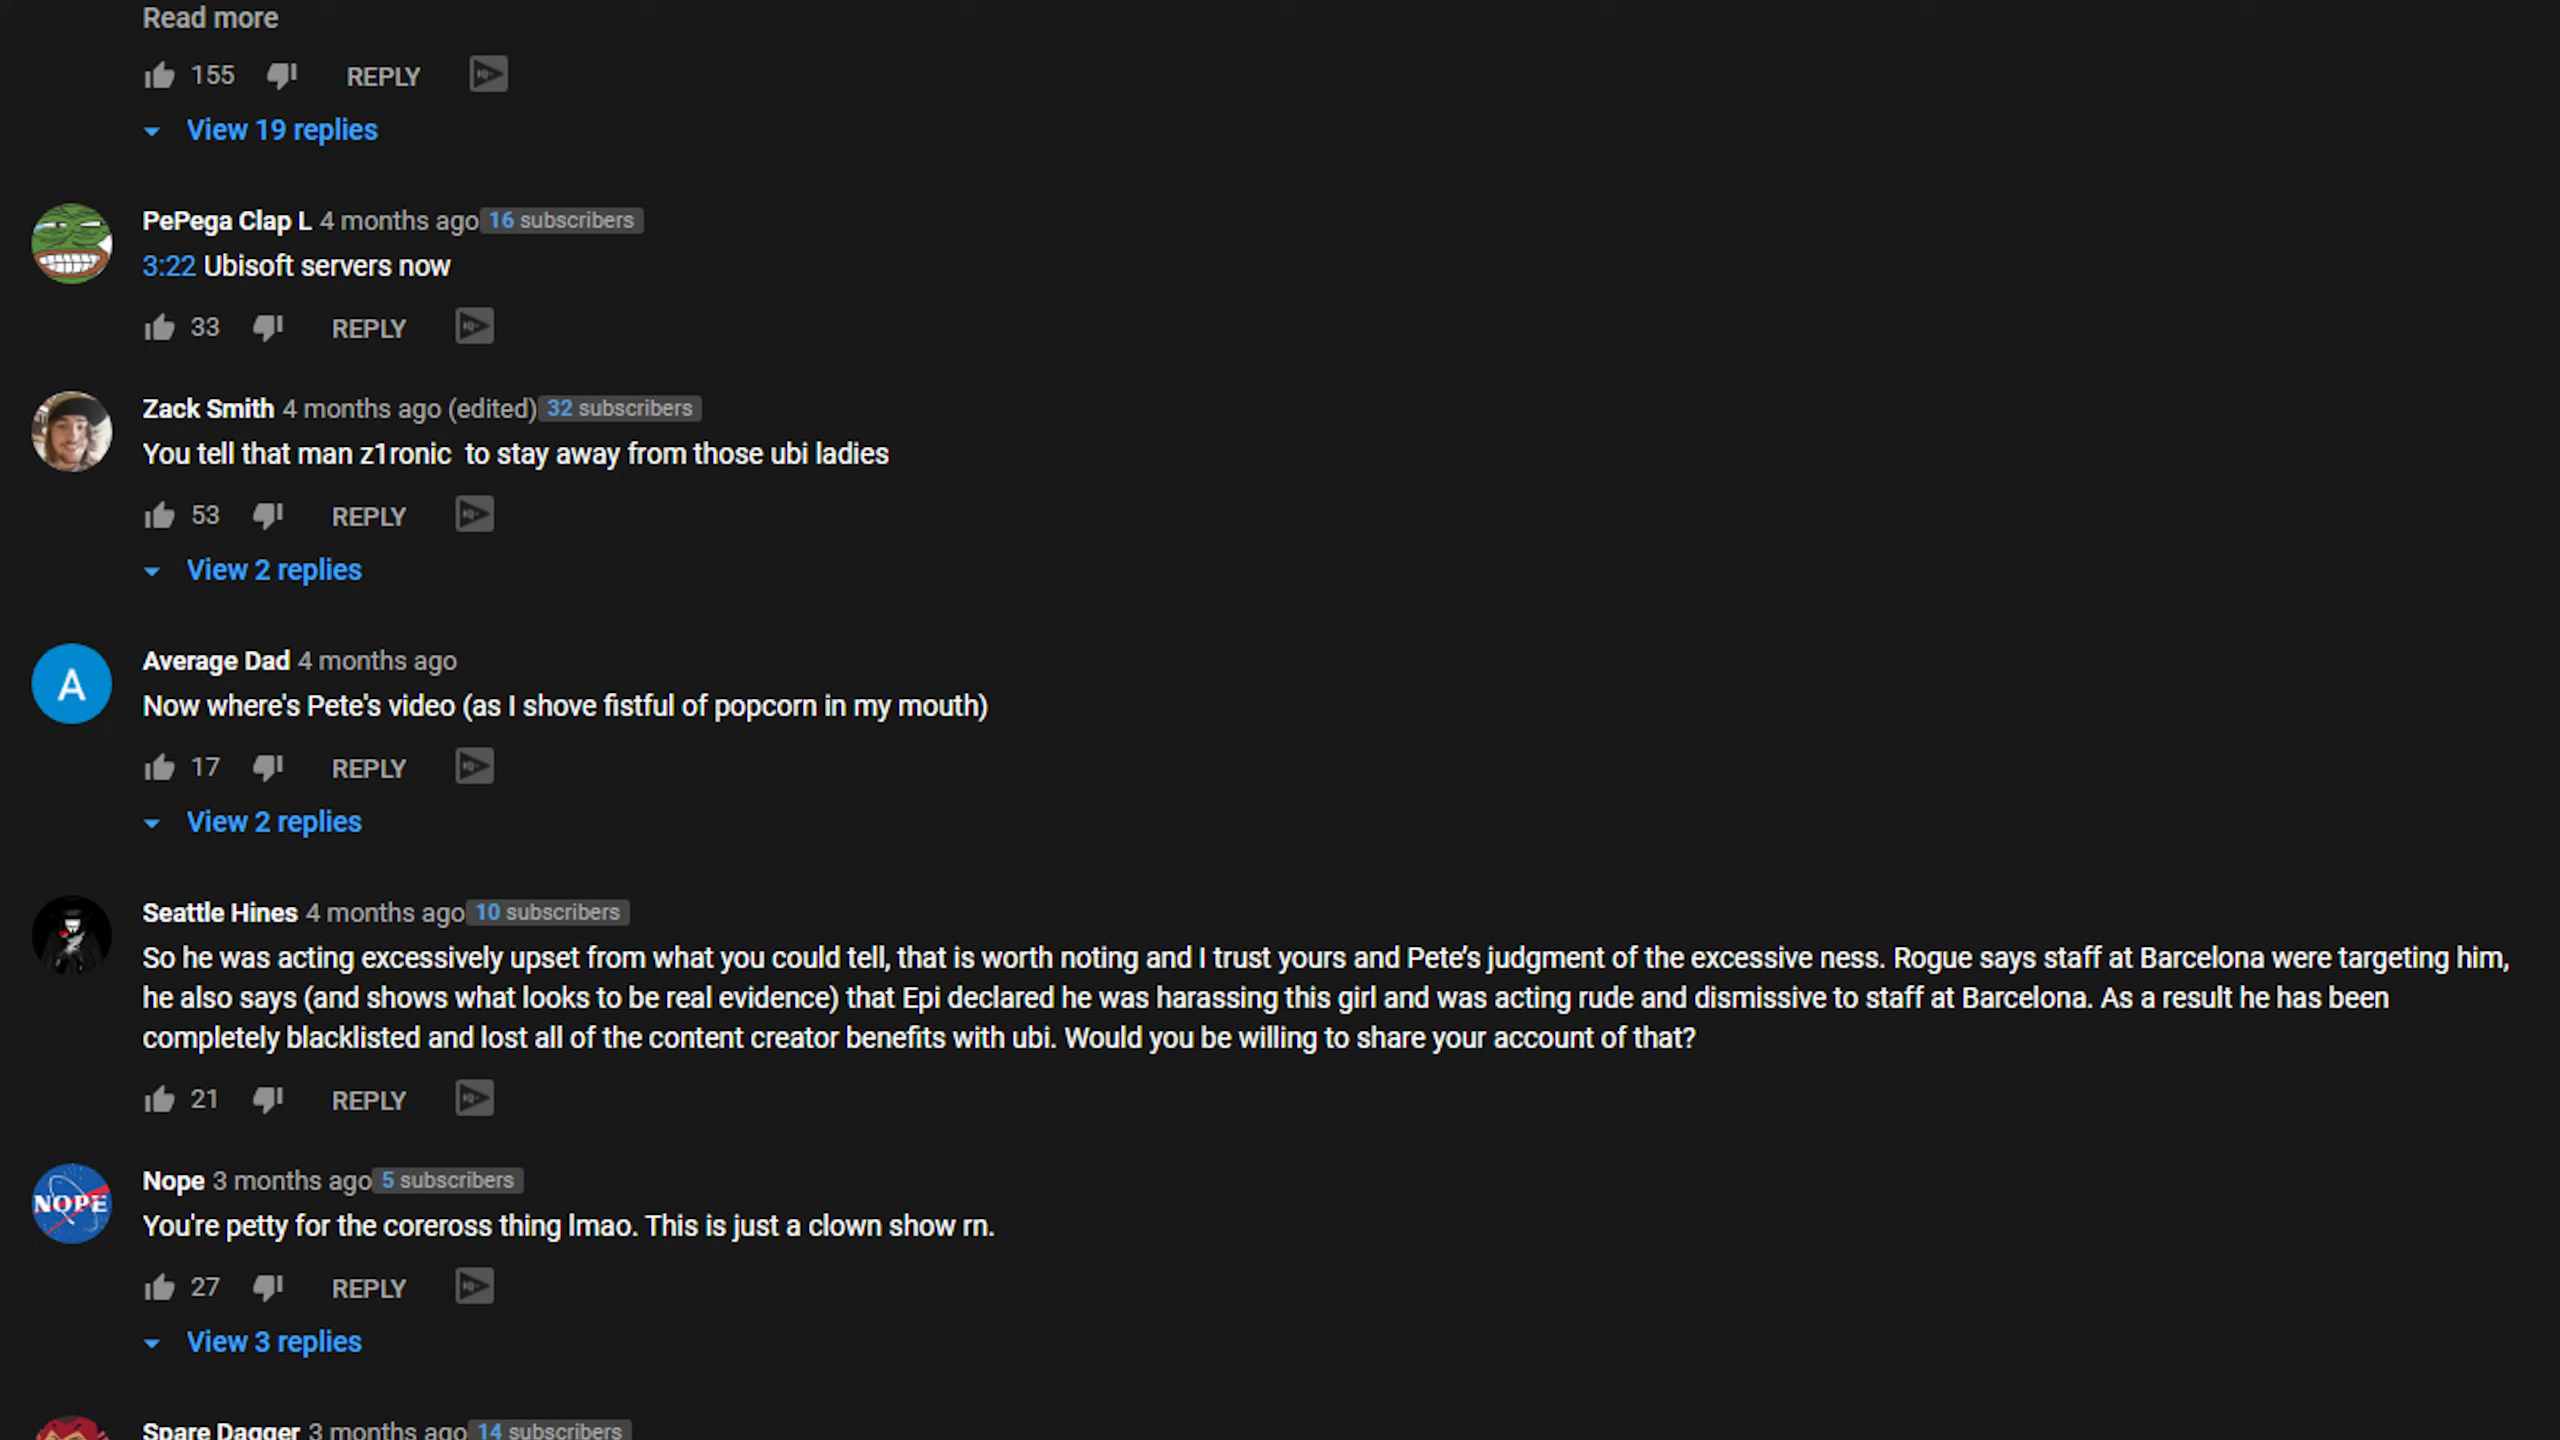 Read more
155 REPLY
View 19 replies
PePega Clap L 4 months ago 16 subscribers
3:22 Ubisoft servers now
33 REPLY
Zack Smith 4 months ago (edited) 32 subscribers
You tell that man z1ronic  to stay away from those ubi ladies
53 REPLY
View 2 replies
A
Average Dad 4 months ago
Now where's Pete's video (as I shove fistful of popcorn in my mouth)
17 REPLY
View 2 replies
Seattle Hines 4 months ago 10 subscribers
So he was acting excessively upset from what you could tell, that is worth noting and I trust yours and Pete’s judgment of the excessive ness. Rogue says staff at Barcelona were targeting him,
he also says (and shows what looks to be real evidence) that Epi declared he was harassing this girl and was acting rude and dismissive to staff at Barcelona. As a result he has been
completely blacklisted and lost all of the content creator benefits with ubi. Would you be willing to share your account of that?
21 REPLY
NOPE
Nope 3 months ago 5 subscribers
You're petty for the coreross thing lmao. This is just a clown show rn.
27 REPLY
View 3 replies
Spare Dagger 3 months ago 14 subscribers